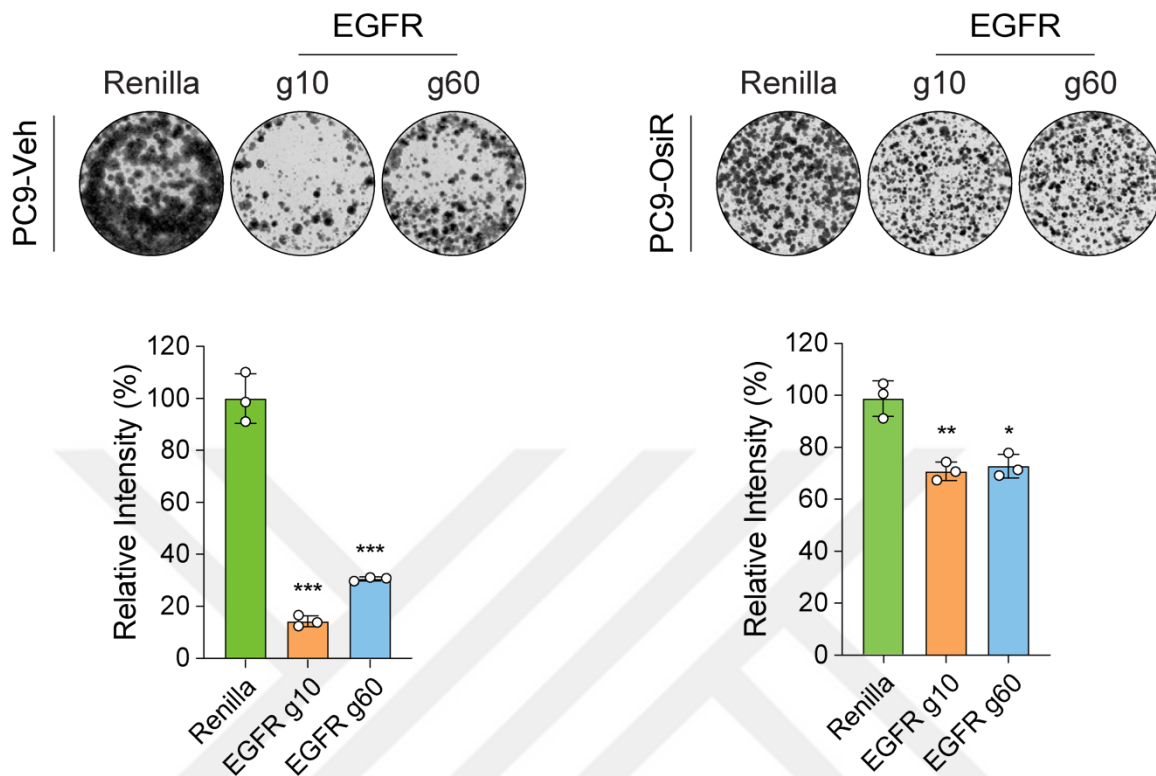 EGFR
Renilla g10 g60
PC9-Veh
EGFR
Renilla g10 g60
PC9-OsiR
Relative Intensity (%)
120
100
80
60
40
20
0
***
***
Renilla
EGFR g10
EGFR g60
Relative Intensity (%)
120
100
80
60
40
20
0
**
*
Renilla
EGFR g10
EGFR g60